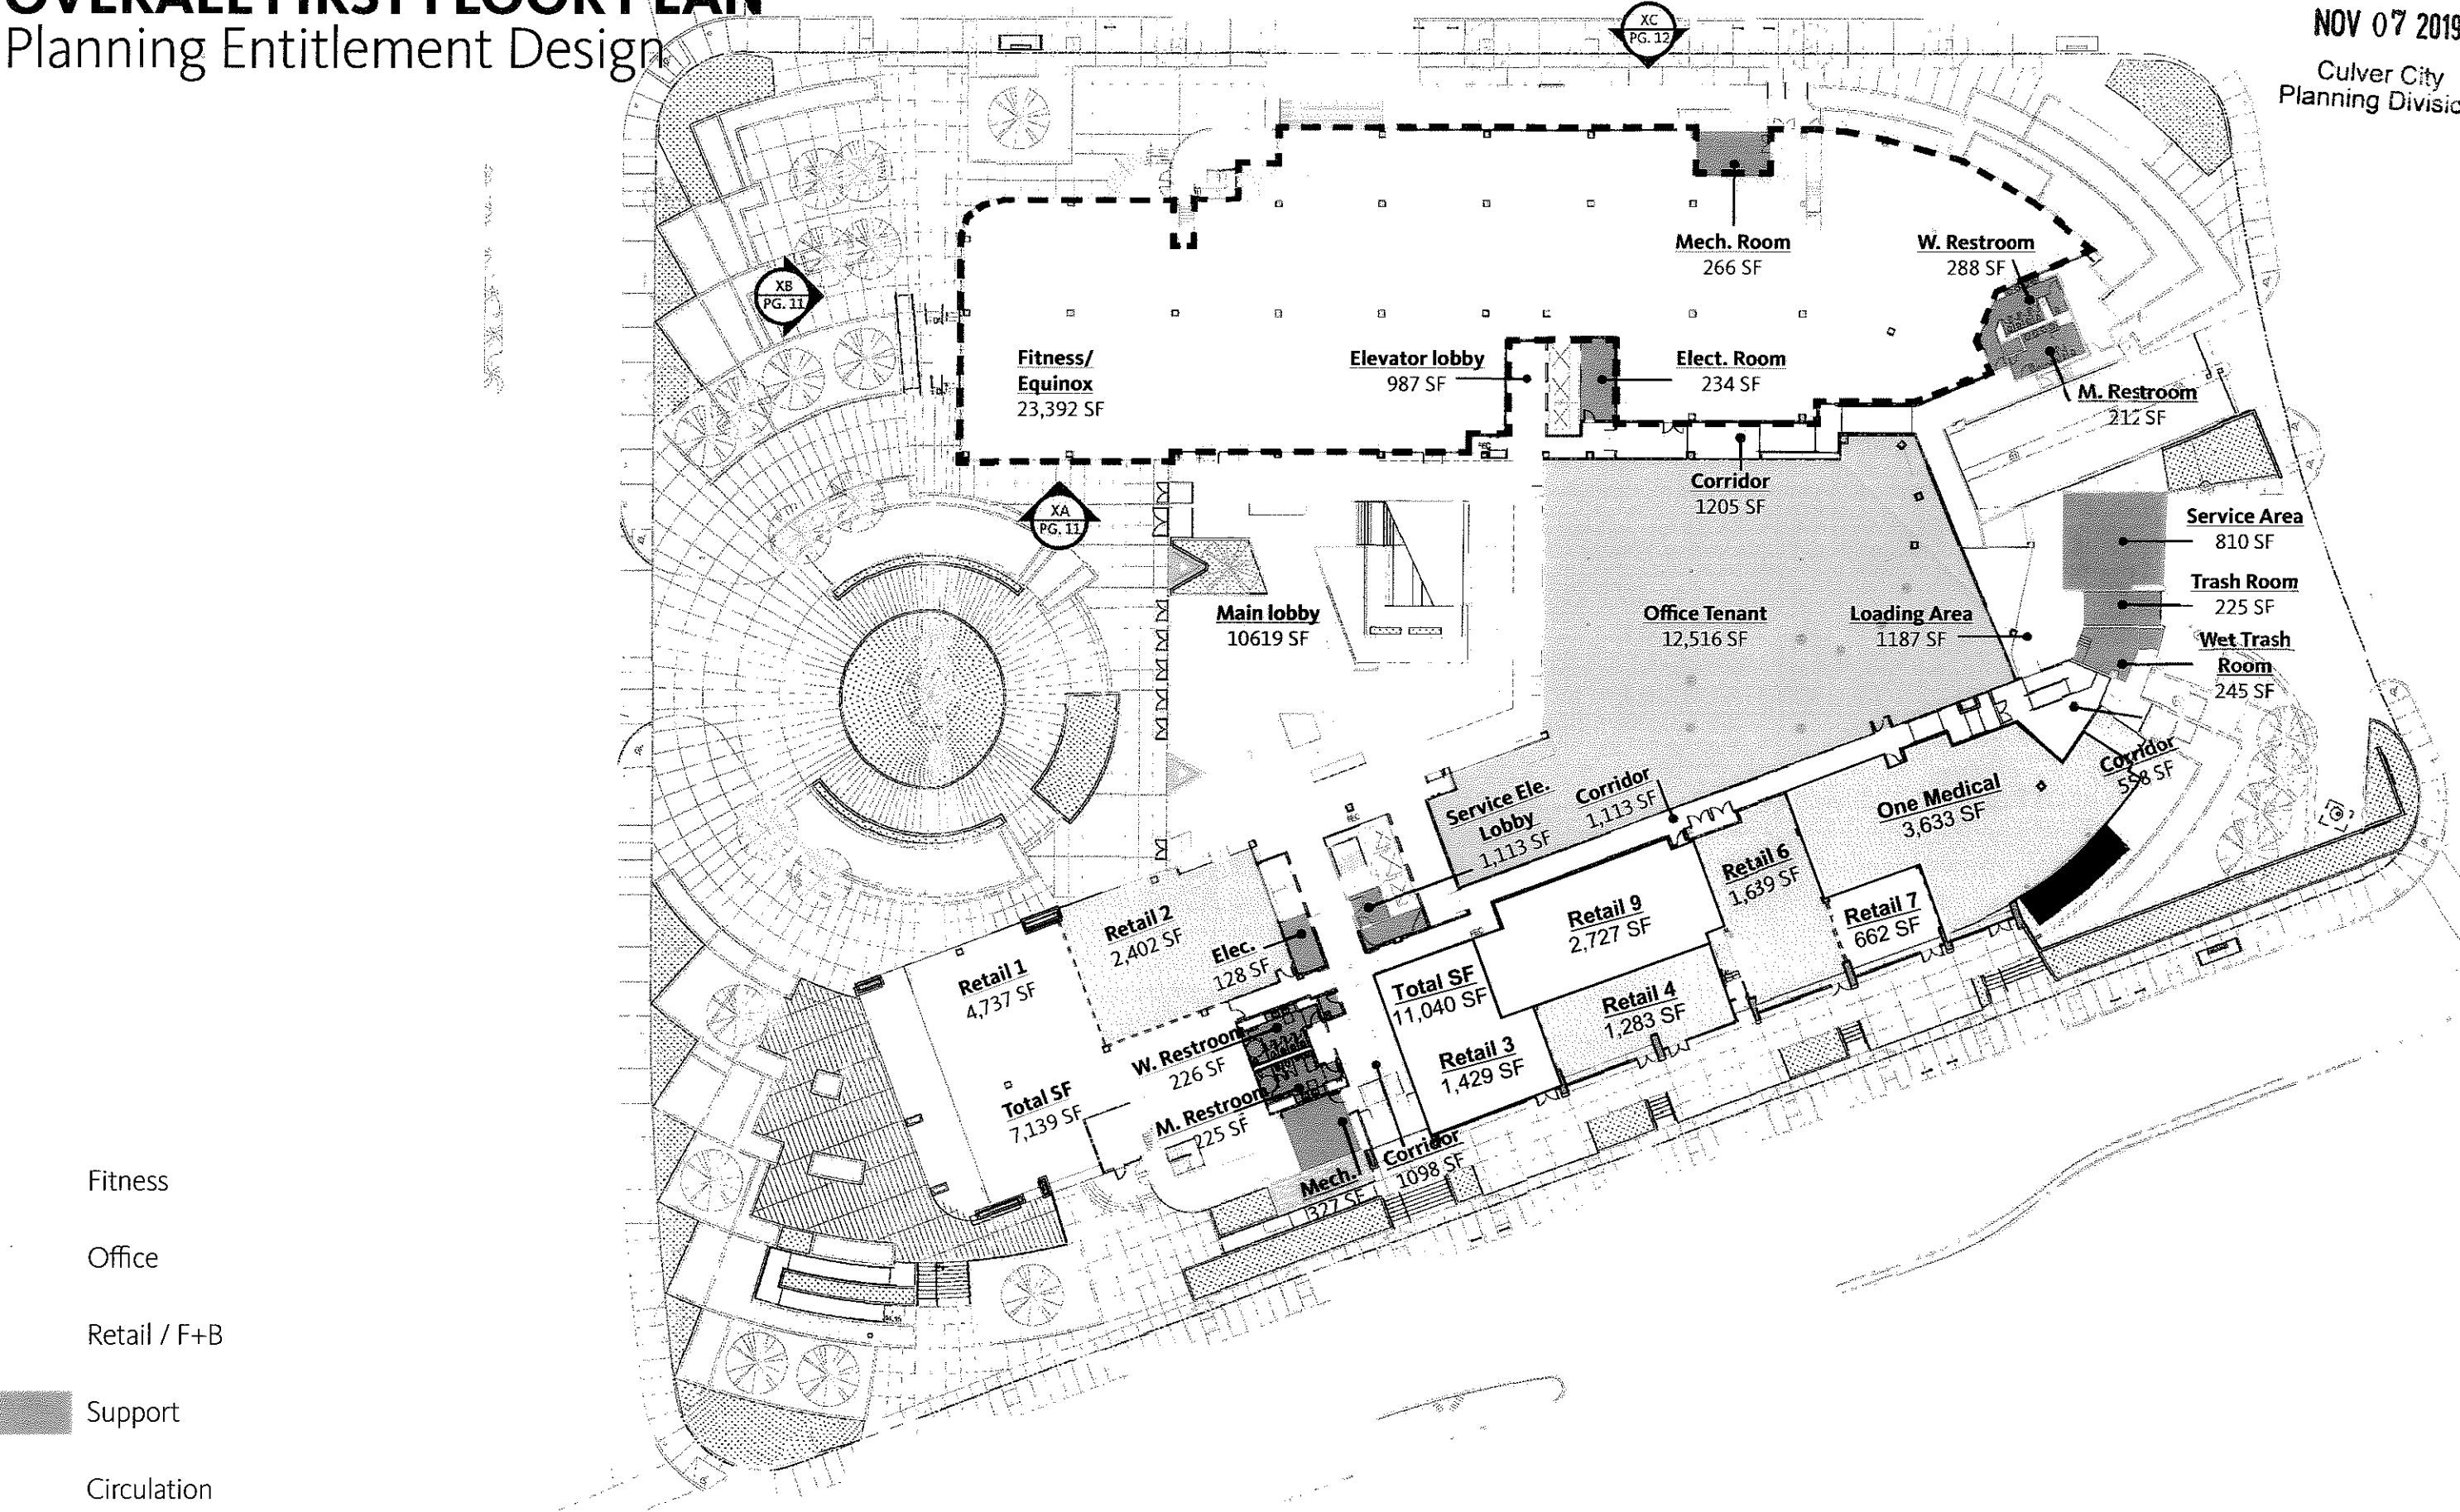 OVERALL FIRST FLOOR PLAN
Planning Entitlement Design
NOV 07 2019
Culver City
Planning
XC
PG. 12
XB
PG. 11
XA
PG. 11
Mech. Room
266 SF
W. Restroom
288 SF
Fitness/
Equinox
23,392 SF
Elevator lobby
987 SF
Elect. Room
234 SF
M. Restroom
212 SF
Corridor
1205 SF
Service Area
810 SF
Trash Room
225 SF
Wet Trash
Room
245 SF
Main lobby
10619 SF
Office Tenant
12,516 SF
Loading Area
1187 SF
Corridor
558 SF
Service Ele.
Lobby
1,113 SF
Corridor
1,113 SF
One Medical
3,633 SF
Retail 6
1,639 SF
Retail 7
662 SF
Retail 9
2,727 SF
Retail 2
2,402 SF
Elec.
128 SF
Retail 1
4,737 SF
Total SF
11,040 SF
Retail 4
1,283 SF
Retail 3
1,429 SF
W. Restroom
226 SF
M. Restroom
225 SF
Total SF
7,139 SF
Mech.
327 SF
Corridor
1098 SF
Fitness
Office
Retail / F+B
Support
Circulation